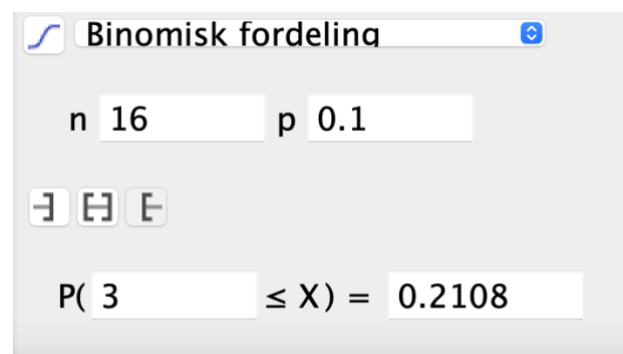 Binomisk fordeling
n 16 p 0.1
P( 3 ≤ X) = 0.2108